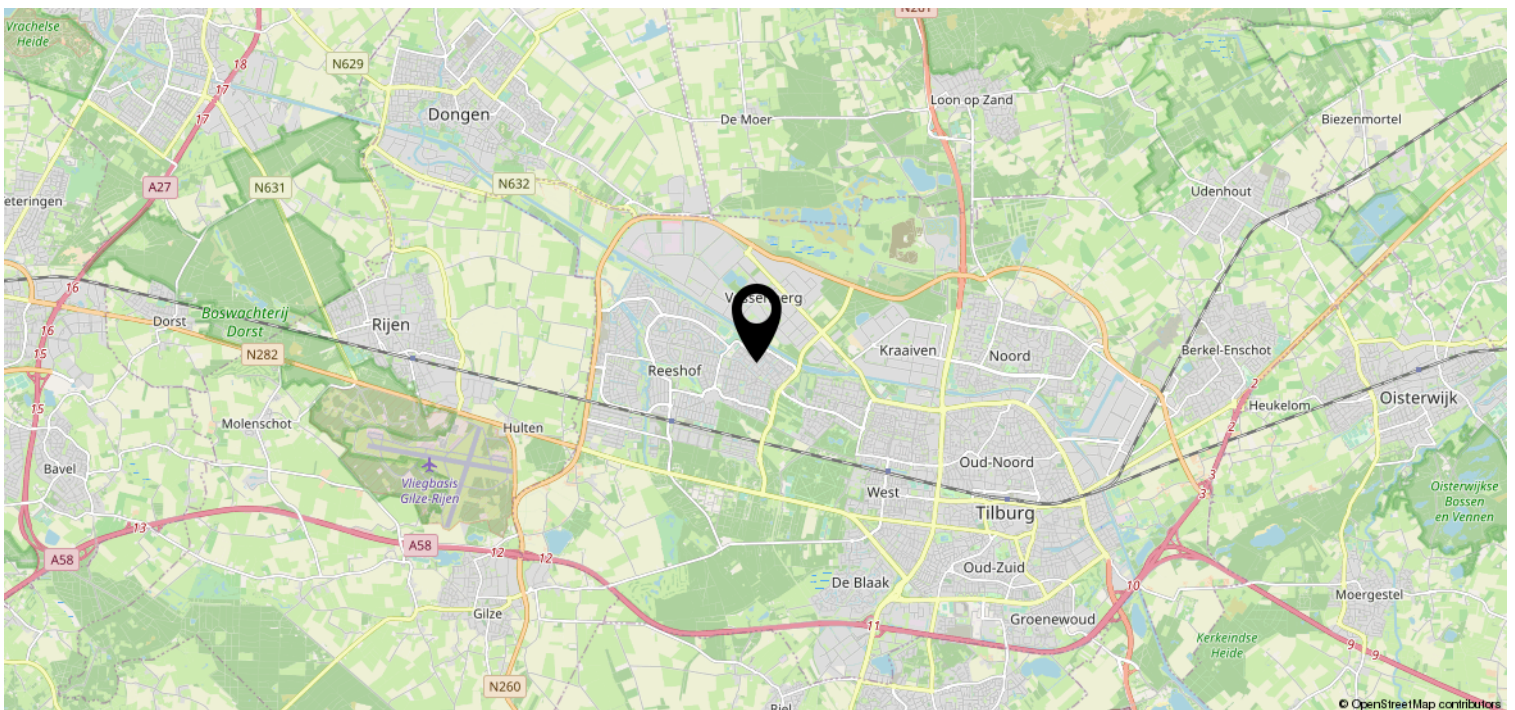 N261
Vrachelse
Heide
18
N629
17
Dongen
Loon op Zand
17
De Moer
Biezenmortel
A27
N631
N632
Udenhout
eteringen
16
Boswachterij
Dorst
Dorst
Rijen
16
15
N282
Reeshof
Kraaiven
Noord
Berkel-Enschot
2
Oisterwijk
Heukelom
15
Molenschot
Hulten
2
Bavel
Vliegbasis
Gilze-Rijen
Oud-Noord
3
West
3
Oisterwijkse
Bossen
en Vennen
Tilburg
13
A58
A58
12
12
Oud-Zuid
De Blaak
10
Moergestel
Gilze
11
Groenewoud
Kerkeindse
Heide
9
9
N260
© OpenStreetMap contributors